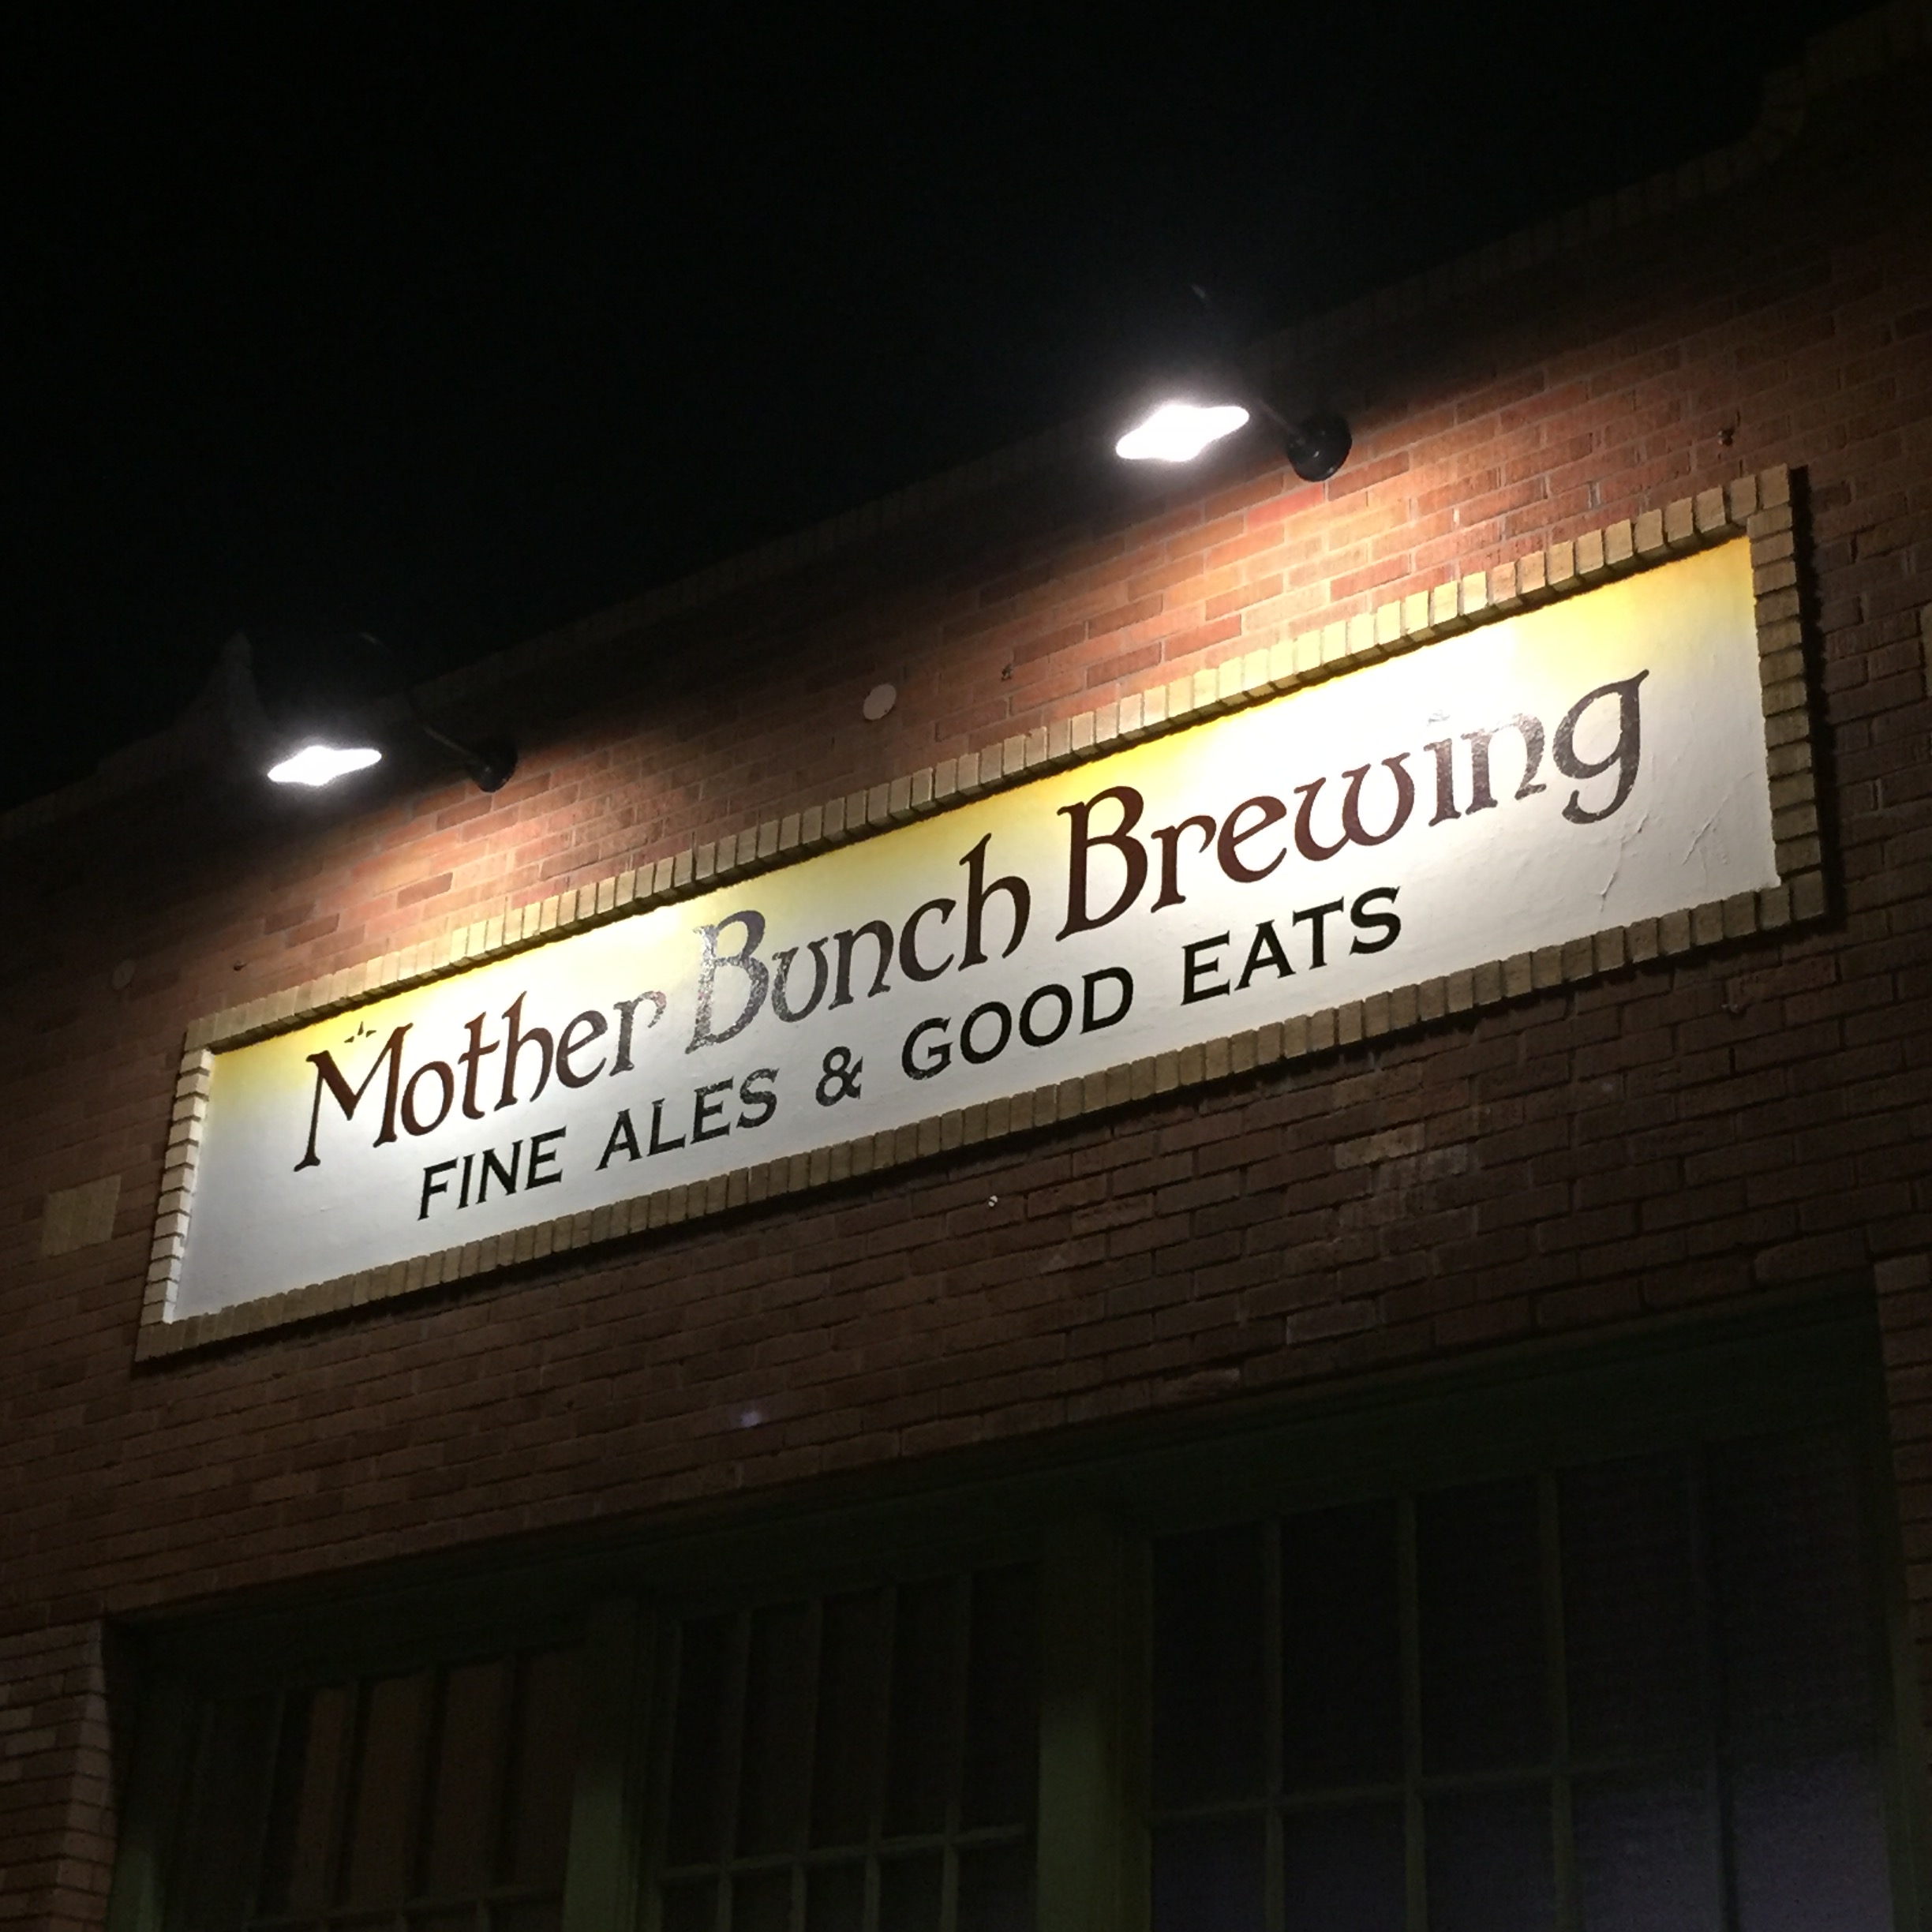 Mother Bunch Brewing
FINE ALES & GOOD EATS